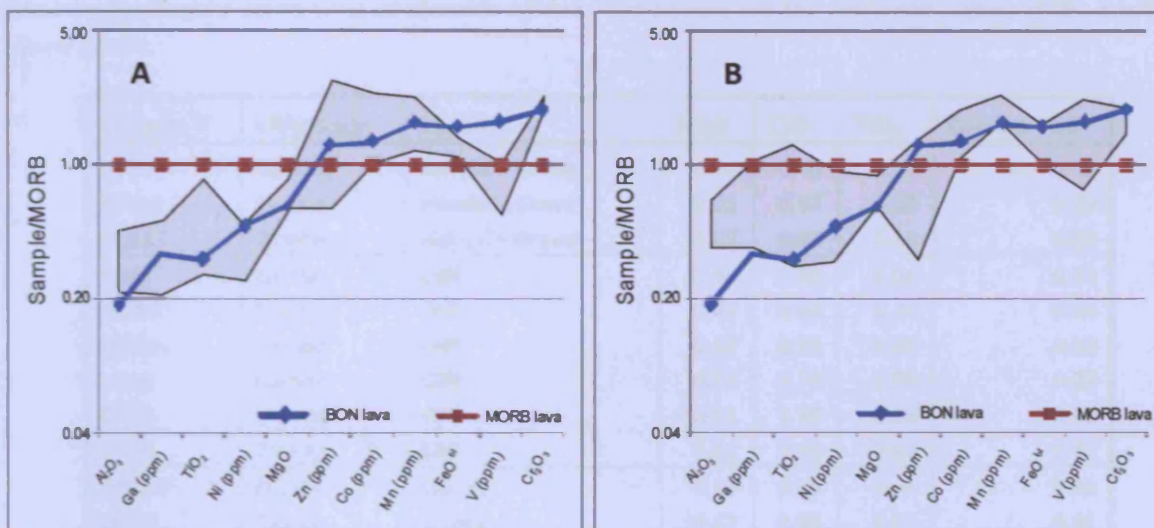 A
5.00
1.00
0.20
0.04
Sample/MORB
BON lava
MORB lava
Al₂O₃
Ga (ppm)
TiO₂
Ni (ppm)
MgO
Zn (ppm)
Co (ppm)
Mn (ppm)
FeOᵗᵒᵗ
V (ppm)
Cr₂O₃
B
5.00
1.00
0.20
0.04
Sample/MORB
BON lava
MORB lava
Al₂O₃
Ga (ppm)
TiO₂
Ni (ppm)
MgO
Zn (ppm)
Co (ppm)
Mn (ppm)
FeOᵗᵒᵗ
V (ppm)
Cr₂O₃